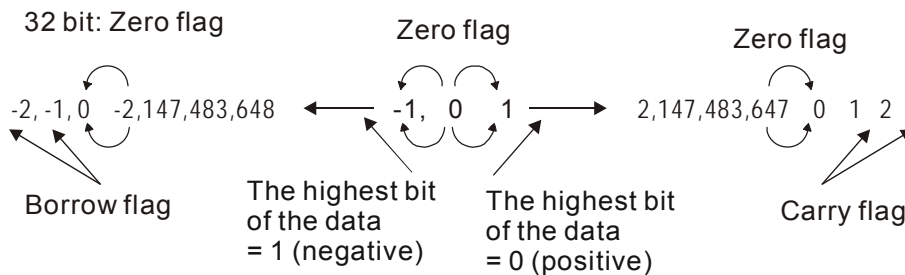 32 bit: Zero flag
Zero flag
Zero flag
-2, -1, 0 -2,147,483,648
-1, 0 1
2,147,483,647 0 1 2
Borrow flag
The highest bit
of the data
= 1 (negative)
The highest bit
of the data
= 0 (positive)
Carry flag